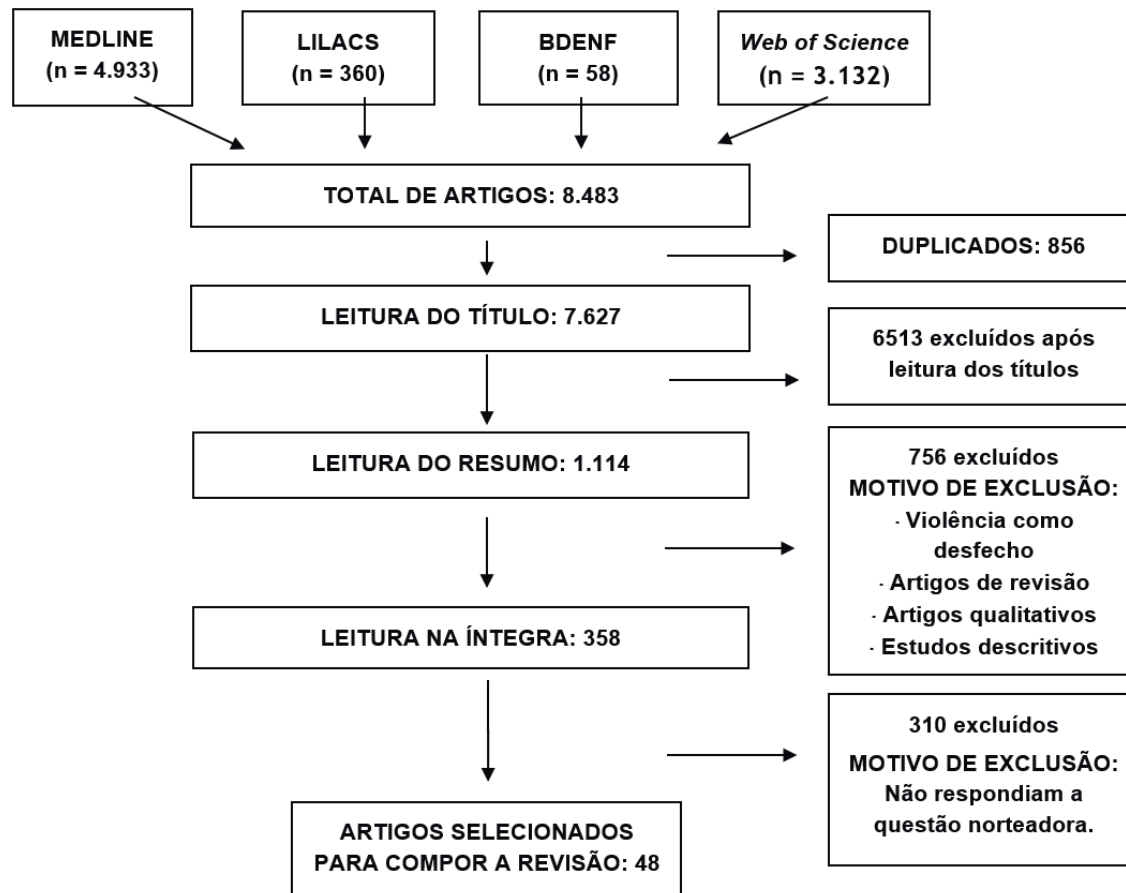 MEDLINE
(n = 4.933)
LILACS
(n = 360)
BDENF
(n = 58)
Web of Science
(n = 3.132)
TOTAL DE ARTIGOS: 8.483
DUPLICADOS: 856
LEITURA DO TÍTULO: 7.627
6513 excluídos após
leitura dos títulos
LEITURA DO RESUMO: 1.114
756 excluídos
MOTIVO DE EXCLUSÃO:
· Violência como
desfecho
· Artigos de revisão
· Artigos qualitativos
· Estudos descritivos
LEITURA NA ÍNTEGRA: 358
310 excluídos
MOTIVO DE EXCLUSÃO:
Não respondiam a
questão norteadora.
ARTIGOS SELECIONADOS
PARA COMPOR A REVISÃO: 48